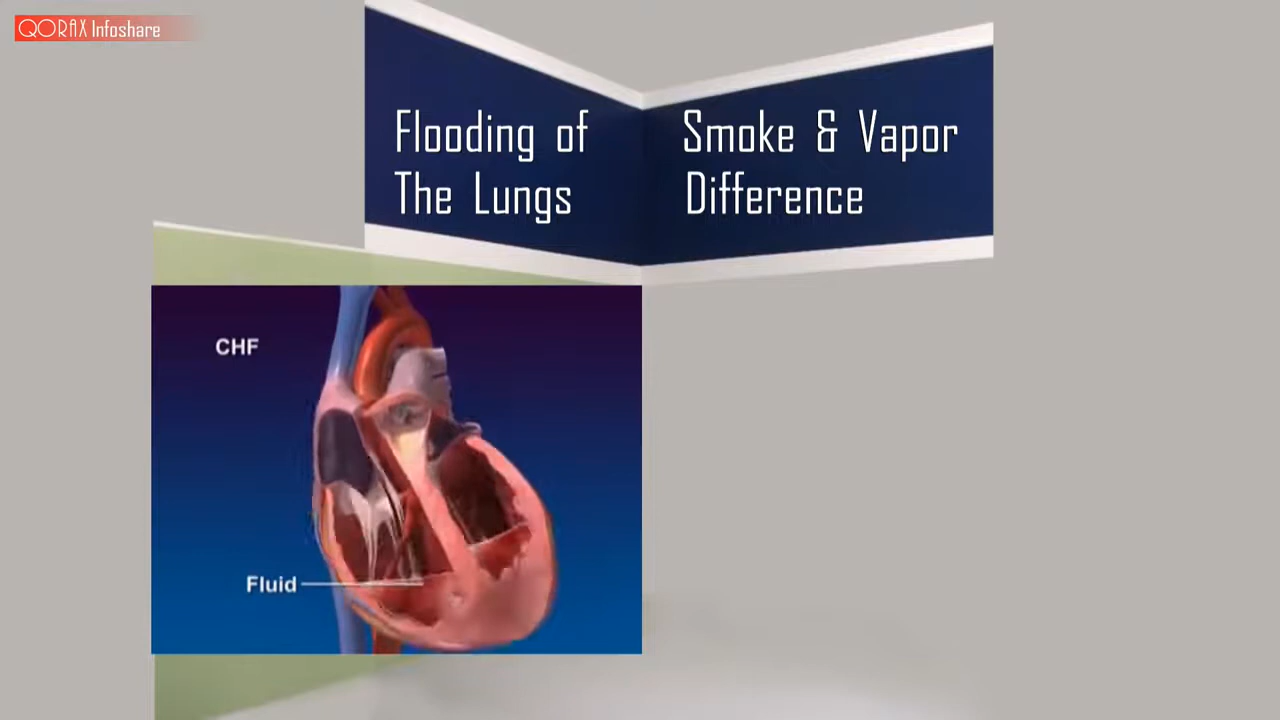 QORAX Infoshare
Flooding of
The Lungs
Smoke & Vapor
Difference
CHF
Fluid